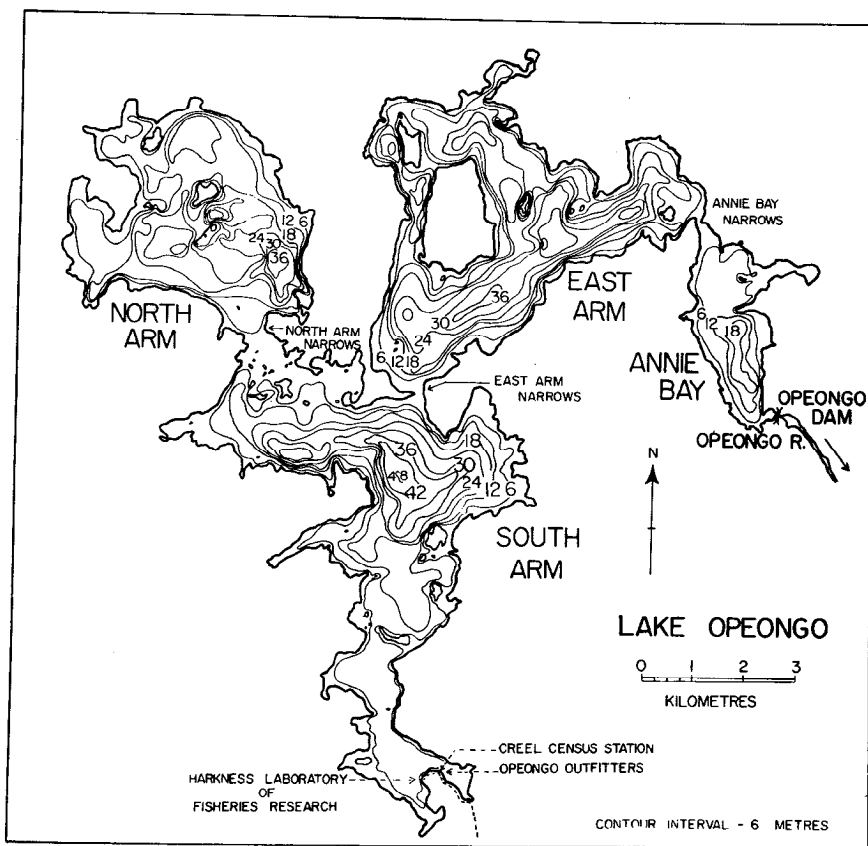 NORTH
ARM
12 6
18
24 30
36
NORTH ARM
NARROWS
EAST
ARM
36
30
24
6 12 18
ANNIE BAY
NARROWS
6
12 18
ANNIE
BAY
OPEONGO
DAM
OPEONGO R.
EAST ARM
NARROWS
N
18
36
30
48
42
24
12 6
SOUTH
ARM
LAKE OPEONGO
0 1 2 3
KILOMETRES
CREEL CENSUS STATION
OPEONGO OUTFITTERS
HARKNESS LABORATORY
OF
FISHERIES RESEARCH
CONTOUR INTERVAL - 6 METRES